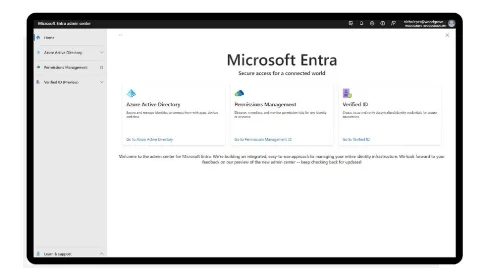 Microsoft Entra admin center
Home
Azure Active Directory
Permissions Management
Verified ID (Preview)
Learn & support
Microsoft Entra
Secure access for a connected world
Azure Active Directory
Go to Azure Active Directory
Permissions Management
Go to Permissions Management
Verified ID
Go to Verified ID
Welcome to the admin center for Microsoft Entra. We're building an integrated, easy-to-use approach to managing your entire identity infrastructure. We look forward to your
feedback on our preview of the new admin center — keep checking back for updates!